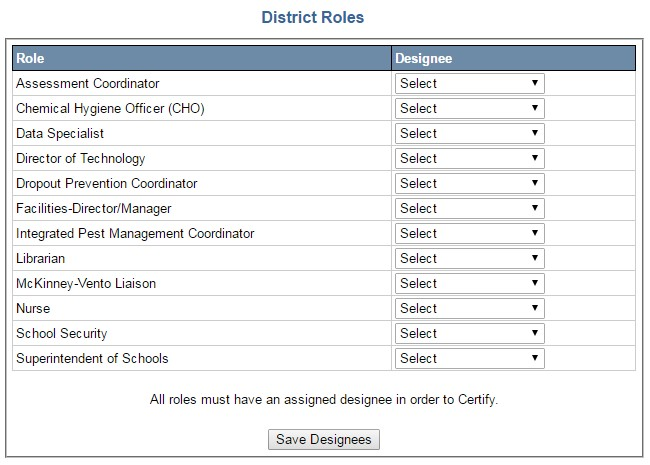 District Roles
Role Designee
Assessment Coordinator Select
Chemical Hygiene Officer (CHO) Select
Data Specialist Select
Director of Technology Select
Dropout Prevention Coordinator Select
Facilities-Director/Manager Select
Integrated Pest Management Coordinator Select
Librarian Select
McKinney-Vento Liaison Select
Nurse Select
School Security Select
Superintendent of Schools Select
All roles must have an assigned designee in order to Certify.
Save Designees